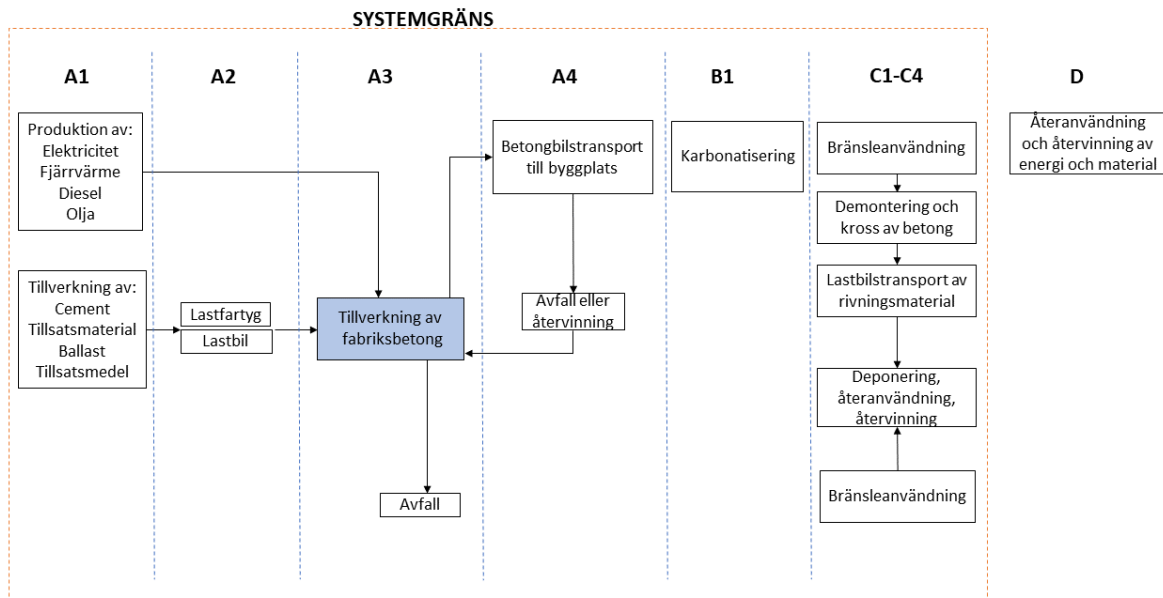 SYSTEMGRÄNS
A1
A2
A3
A4
B1
C1-C4
D
Produktion av:
Elektricitet
Fjärrvärme
Diesel
Olja
Tillverkning av:
Cement
Tillsatsmaterial
Ballast
Tillsatsmedel
Lastfartyg
Lastbil
Tillverkning av
fabriksbetong
Avfall
Betongbilstransport
till byggplats
Avfall eller
återvinning
Karbonatisering
Bränsleanvändning
Demontering och
kross av betong
Lastbilstransport av
rivningsmaterial
Deponering,
återanvändning,
återvinning
Bränsleanvändning
Återanvändning
och återvinning av
energi och material